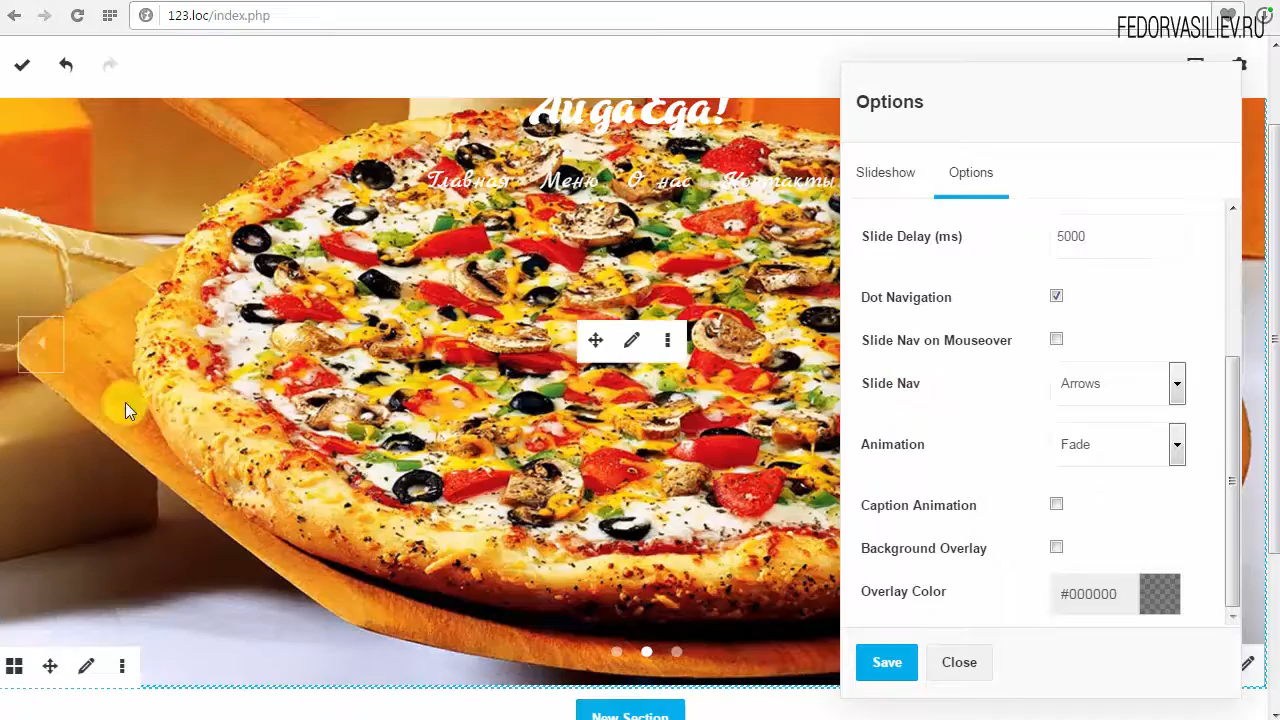 123.loc/index.php
FEDORVASILIEV.RU
Ай да Еда!
Главная Меню О нас Контакты
Options
Slideshow Options
Slide Delay (ms) 5000
Dot Navigation
Slide Nav on Mouseover
Slide Nav Arrows
Animation Fade
Caption Animation
Background Overlay
Overlay Color #000000
Save Close
New Section